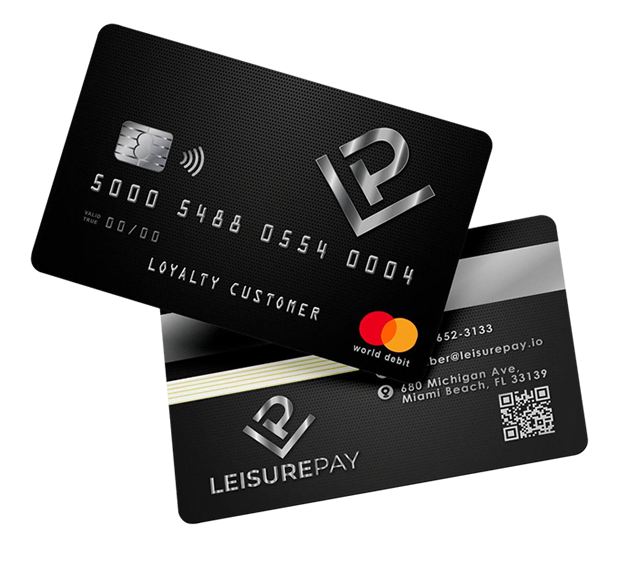 5000 5488 0554 0004
VALID
TRUE
00/00
LOYALTY CUSTOMER
world debit
652-3133
ber@leisurepay.io
680 Michigan Ave,
Miami Beach, FL 33139
LEISUREPAY